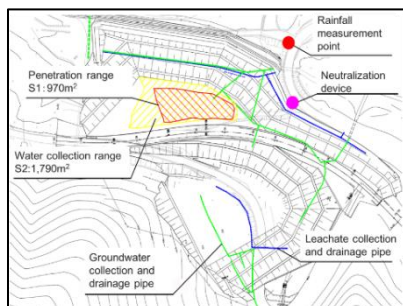 Rainfall
measurement
point
Penetration range
S1:970m²
Neutralization
device
Water collection range
S2:1,790m²
Groundwater
collection and
drainage pipe
Leachate collection
and drainage pipe